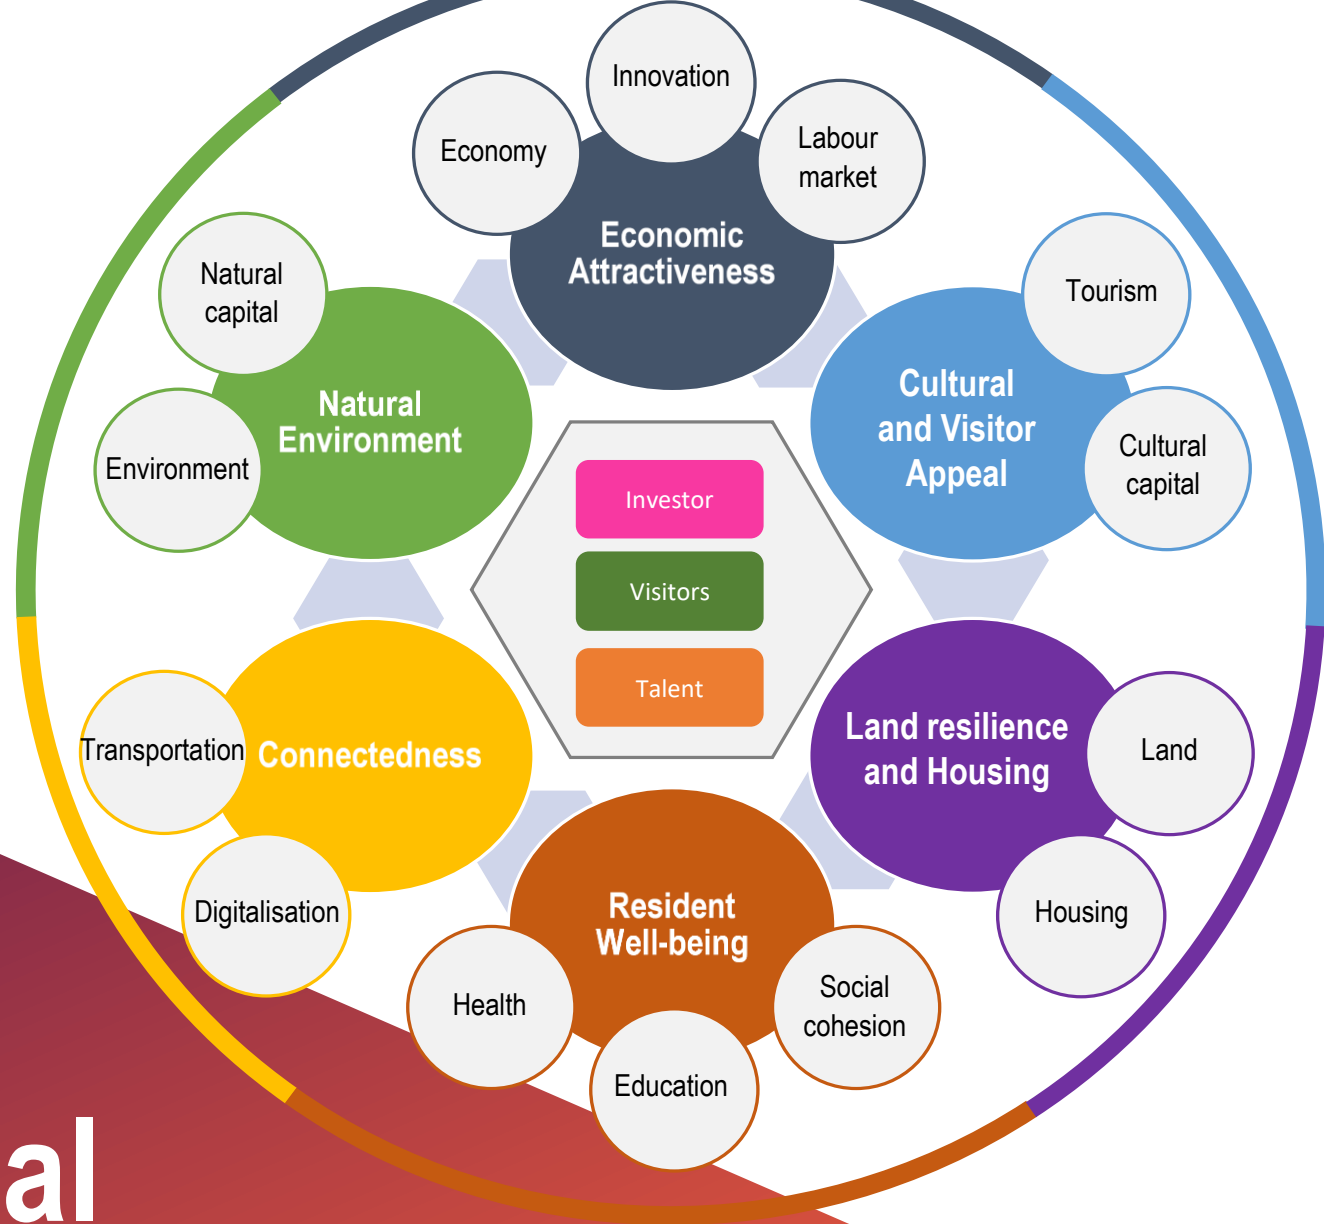 Innovation
Economy
Labour
market
Economic
Attractiveness
Natural
capital
Environment
Natural
Environment
Tourism
Cultural
capital
Cultural
and Visitor
Appeal
Investor
Visitors
Talent
Transportation
Connectedness
Digitalisation
Land resilience
and Housing
Land
Housing
Resident
Well-being
Health
Education
Social
cohesion
al